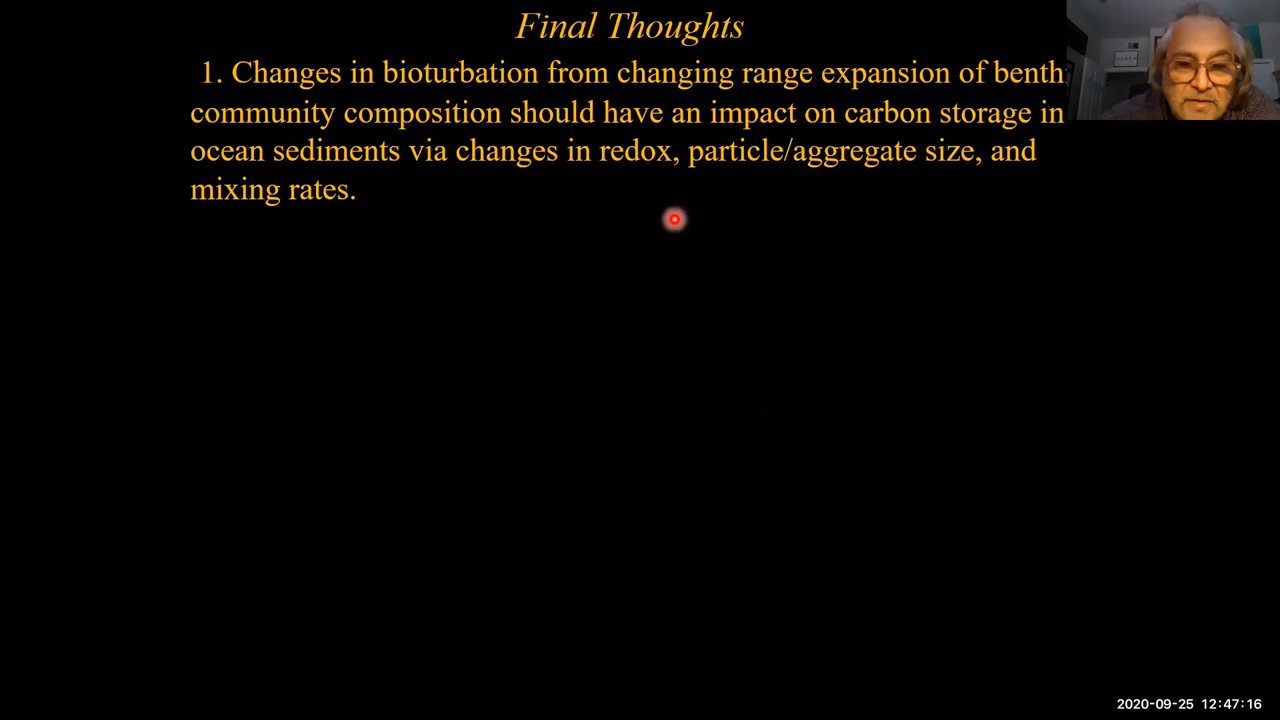 Final Thoughts
1. Changes in bioturbation from changing range expansion of benth
community composition should have an impact on carbon storage in
ocean sediments via changes in redox, particle/aggregate size, and
mixing rates.
2020-09-25 12:47:16